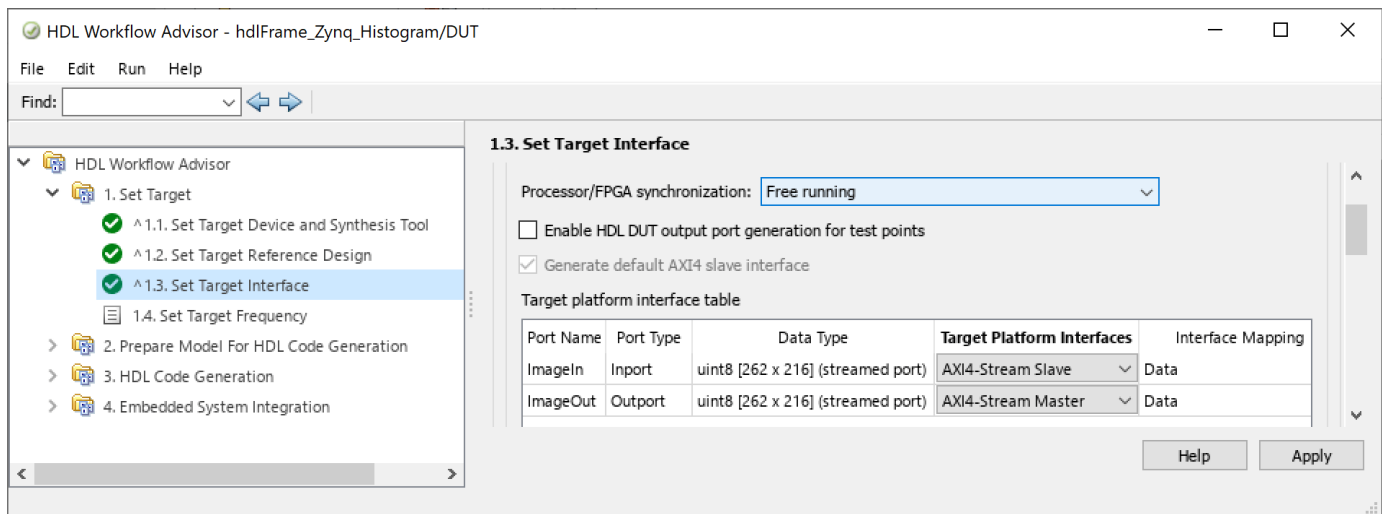 HDL Workflow Advisor - hdlFrame_Zynq_Histogram/DUT
File Edit Run Help
Find:
HDL Workflow Advisor
1. Set Target
^1.1. Set Target Device and Synthesis Tool
^1.2. Set Target Reference Design
^1.3. Set Target Interface
1.4. Set Target Frequency
2. Prepare Model For HDL Code Generation
3. HDL Code Generation
4. Embedded System Integration
1.3. Set Target Interface
Processor/FPGA synchronization: Free running
Enable HDL DUT output port generation for test points
Generate default AXI4 slave interface
Target platform interface table
Port Name Port Type Data Type Target Platform Interfaces Interface Mapping
ImageIn Inport uint8 [262 x 216] (streamed port) AXI4-Stream Slave Data
ImageOut Outport uint8 [262 x 216] (streamed port) AXI4-Stream Master Data
Help Apply